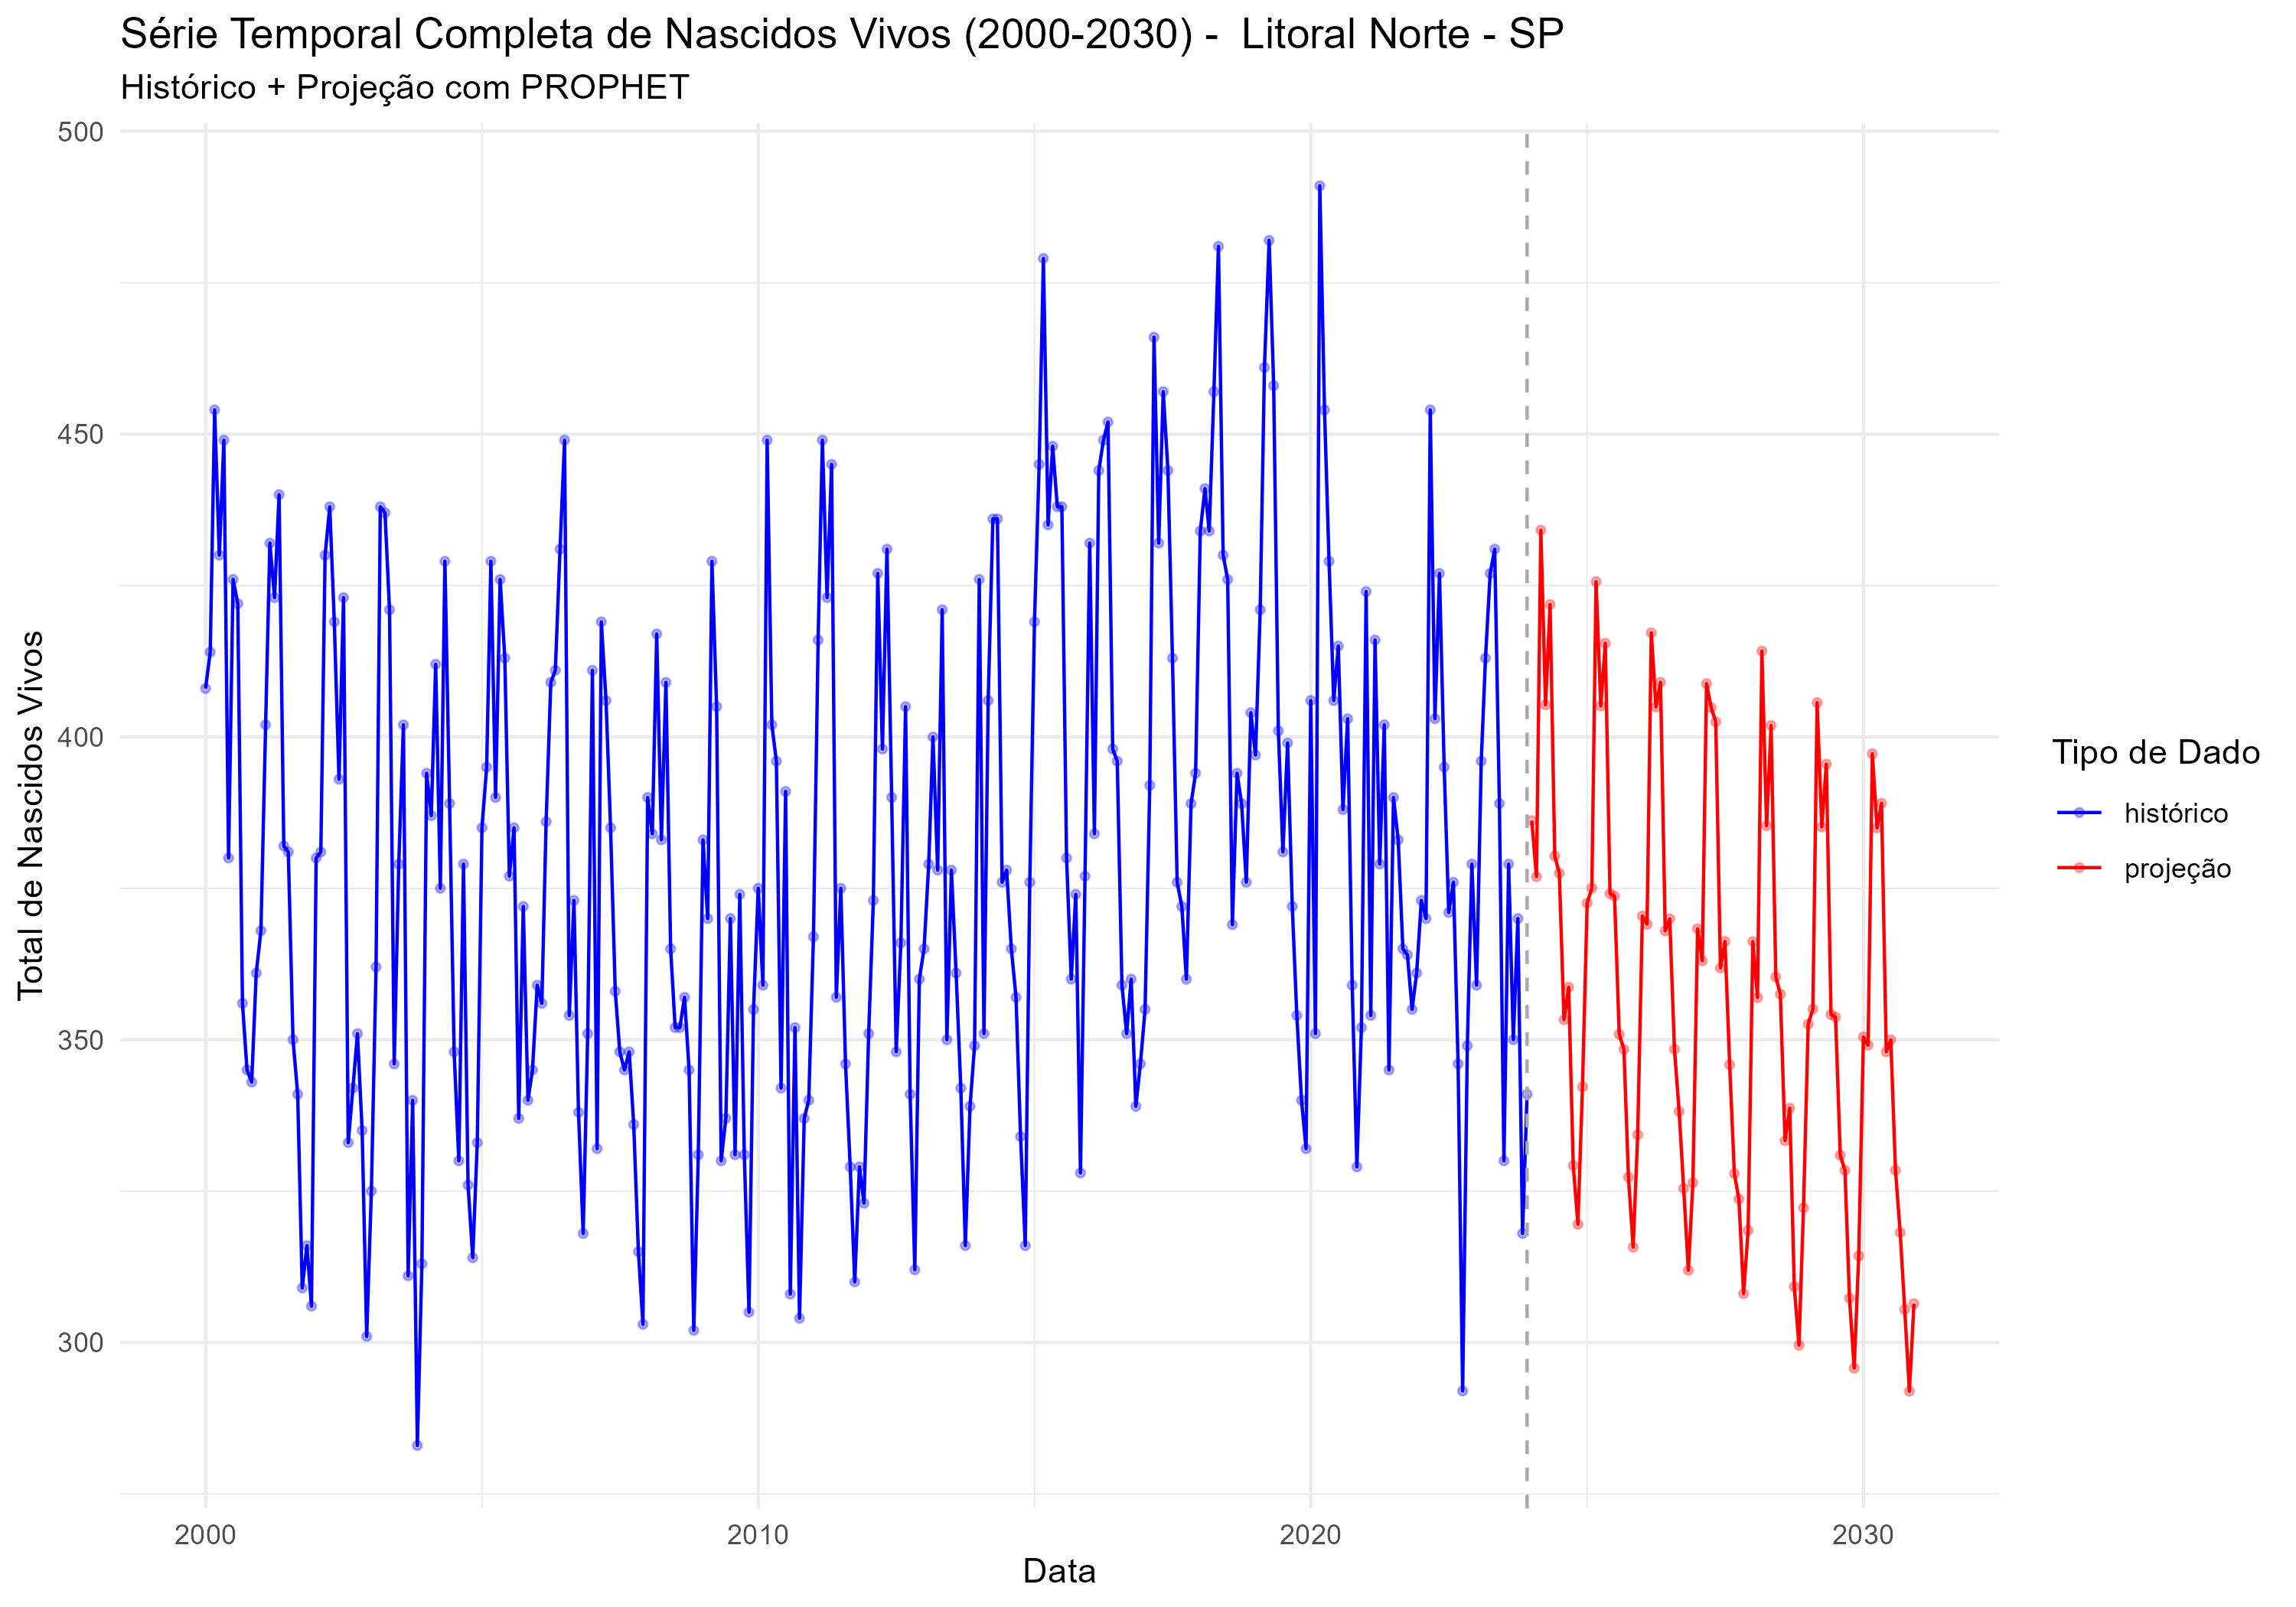 Série Temporal Completa de Nascidos Vivos (2000-2030) -  Litoral Norte - SP
Histórico + Projeção com PROPHET
500
450
400
350
300
Total de Nascidos Vivos
2000
2010
2020
2030
Data
Tipo de Dado
histórico
projeção